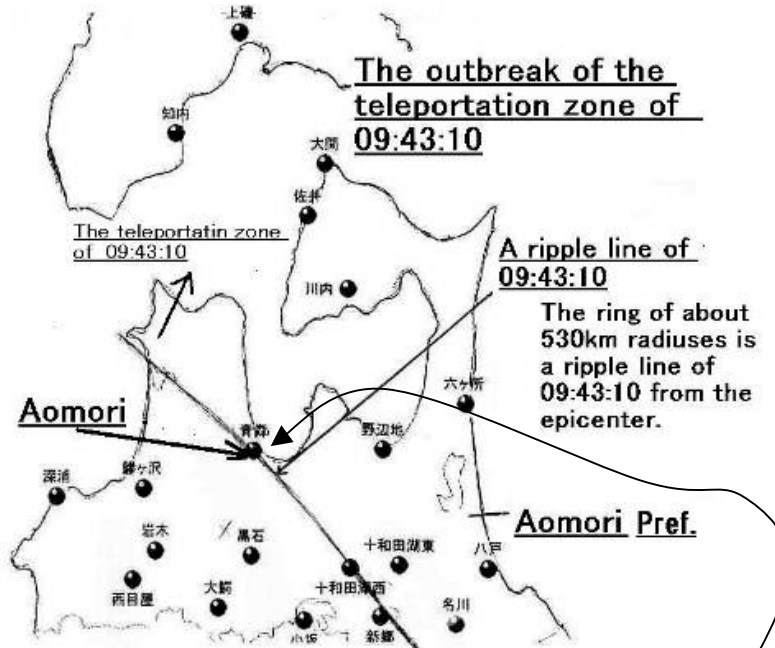 上磯
The outbreak of the
teleportation zone of
09:43:10
知内
大間
佐井
The teleportatin zone
of 09:43:10
A ripple line of
09:43:10
川内
The ring of about
530km radiuses is
a ripple line of
09:43:10 from the
epicenter.
六ヶ所
Aomori
青森
野辺地
深浦
鰺ヶ沢
Aomori Pref.
岩木
黒石
十和田湖東
八戸
西目屋
大鰐
十和田湖西
名川
小坂
新郷